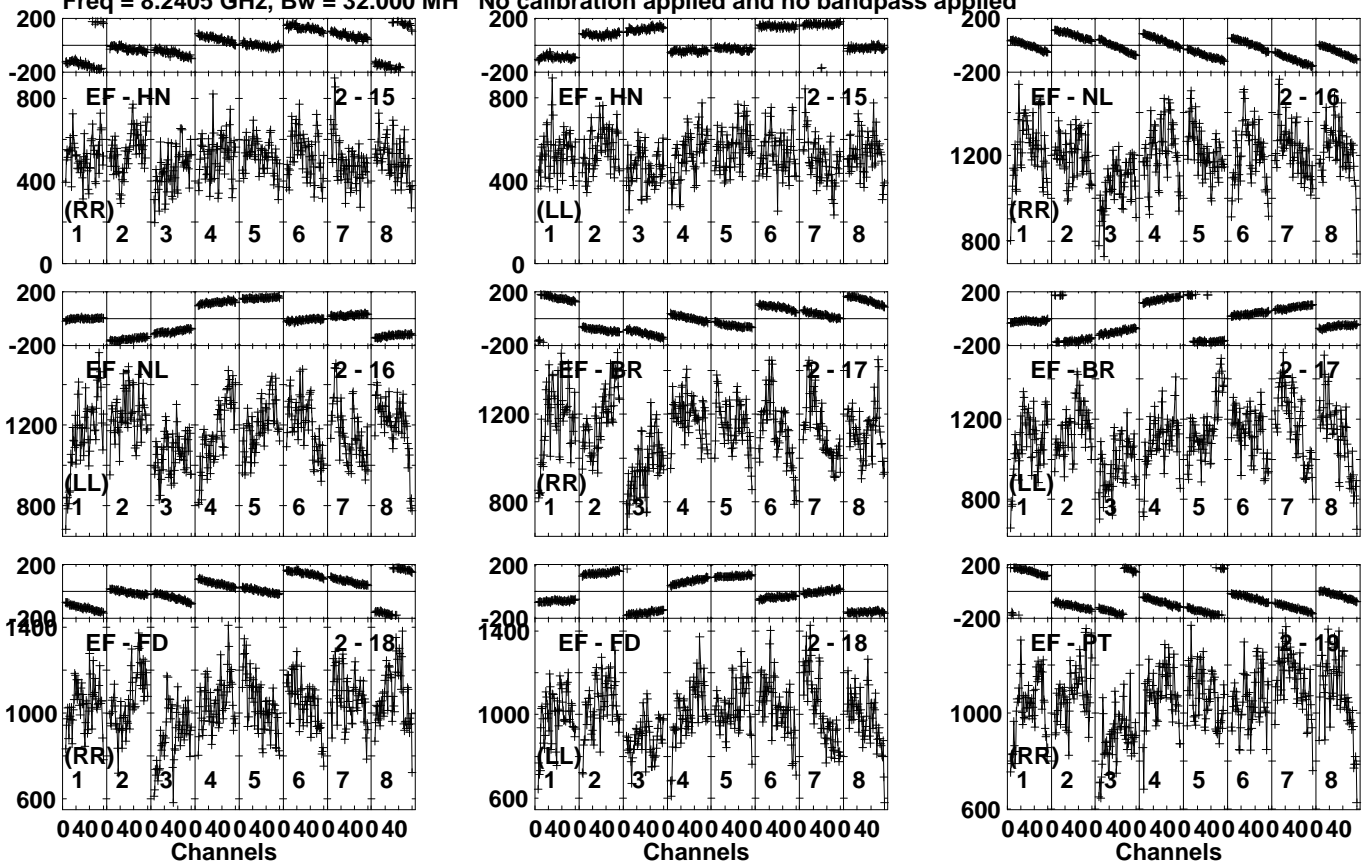 Freq = 8.2405 GHz, Bw = 32.000 MH No calibration applied and no bandpass applied
200 200 200
-200 -200 -200
EF - HN 2 - 15 EF - HN 2 - 15 EF - NL 2 - 16
800 800
400 400 1200
(RR) (LL) (RR)
1 2 3 4 5 6 7 8 1 2 3 4 5 6 7 8 1 2 3 4 5 6 7 8
800
0 0
200 200 200
-200 -200 -200
EF - NL 2 - 16 EF - BR 2 - 17 EF - BR 2 - 17
1200 1200 1200
(LL) (RR) (LL)
800 800 800
1 2 3 4 5 6 7 8 1 2 3 4 5 6 7 8 1 2 3 4 5 6 7 8
200 200 200
-200 -200 -200
1400 1400
EF - FD 2 - 18 EF - FD 2 - 18 EF - PT 2 - 19
1000 1000 1000
(RR) (LL) (RR)
1 2 3 4 5 6 7 8 1 2 3 4 5 6 7 8 1 2 3 4 5 6 7 8
600 600 600
0 40 0 40 0 40 0 40 0 40 0 40 0 40 0 40 0 40 0 40 0 40 0 40 0 40 0 40 0 40 0 40 0 40 0 40 0 40 0 40 0 40 0 40 0 40 0 40
Channels Channels Channels